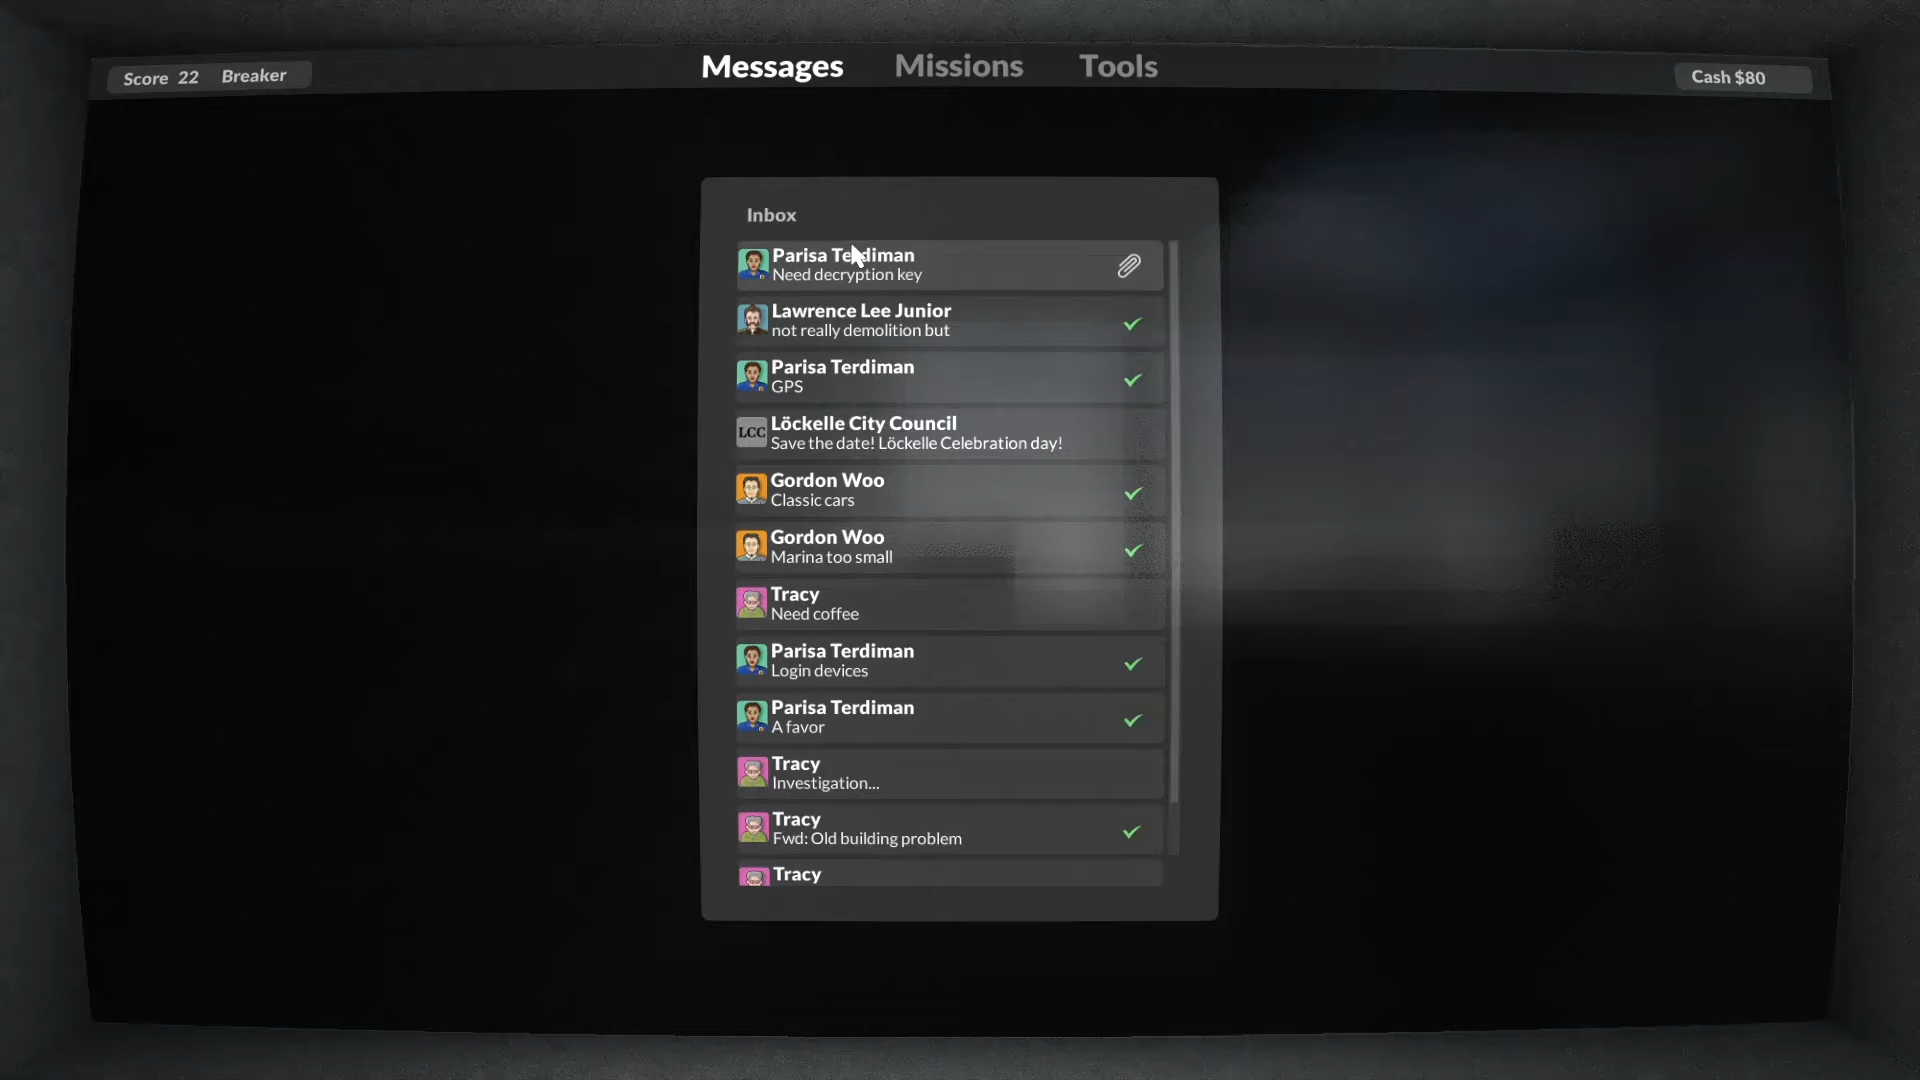 Score 22 Breaker
Messages Missions Tools
Cash $80
Inbox
Parisa Terdiman
Need decryption key
Lawrence Lee Junior
not really demolition but
Parisa Terdiman
GPS
LCC
Löckelle City Council
Save the date! Löckelle Celebration day!
Gordon Woo
Classic cars
Gordon Woo
Marina too small
Tracy
Need coffee
Parisa Terdiman
Login devices
Parisa Terdiman
A favor
Tracy
Investigation...
Tracy
Fwd: Old building problem
Tracy